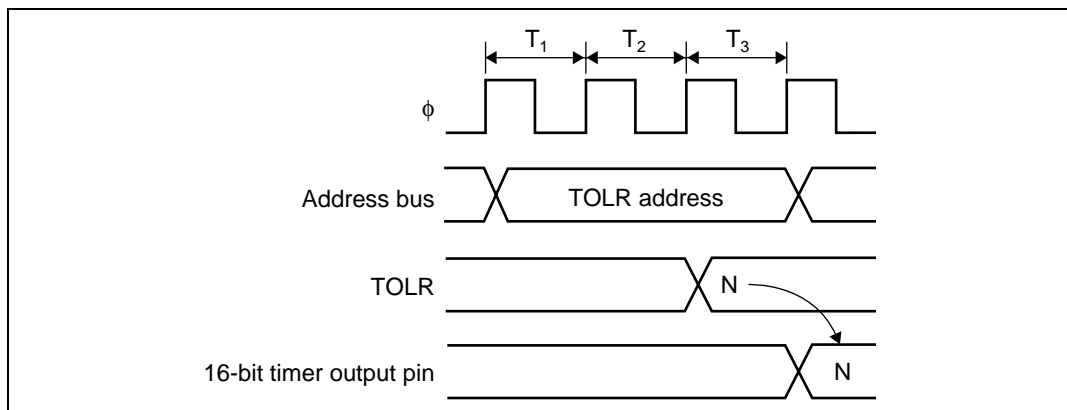 T₁ T₂ T₃
φ
Address bus TOLR address
TOLR N
16-bit timer output pin N